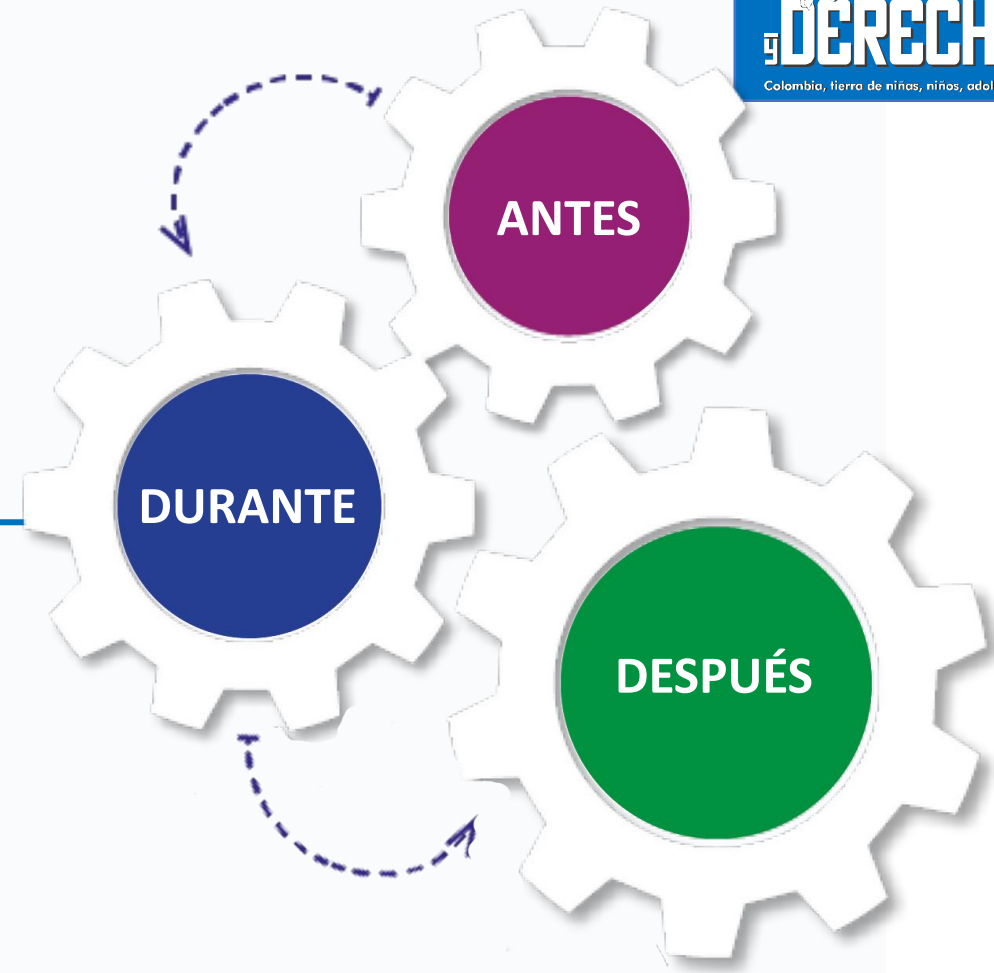 y DERECH
Colombia, tierra de niñas, niños, adol
ANTES
DURANTE
DESPUÉS